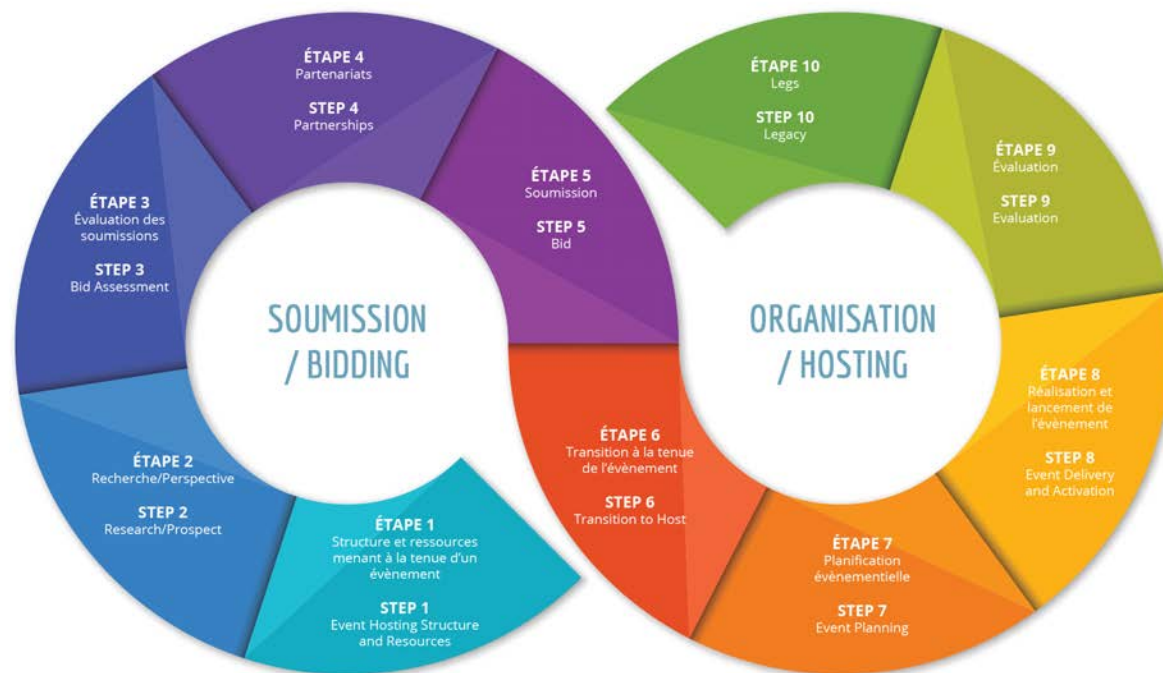 ÉTAPE 1
Structure et ressources
menant à la tenue d'un
évènement
STEP 1
Event Hosting Structure
and Resources
ÉTAPE 2
Recherche/Perspective
STEP 2
Research/Prospect
ÉTAPE 3
Évaluation des
soumissions
STEP 3
Bid Assessment
ÉTAPE 4
Partenariats
STEP 4
Partnerships
ÉTAPE 5
Soumission
STEP 5
Bid
SOUMISSION
/ BIDDING
ÉTAPE 6
Transition à la tenue
de l'évènement
STEP 6
Transition to Host
ÉTAPE 7
Planification
évènementielle
STEP 7
Event Planning
ÉTAPE 8
Réalisation et
lancement de
l'évènement
STEP 8
Event Delivery
and Activation
ÉTAPE 9
Évaluation
STEP 9
Evaluation
ÉTAPE 10
Legs
STEP 10
Legacy
ORGANISATION
/ HOSTING